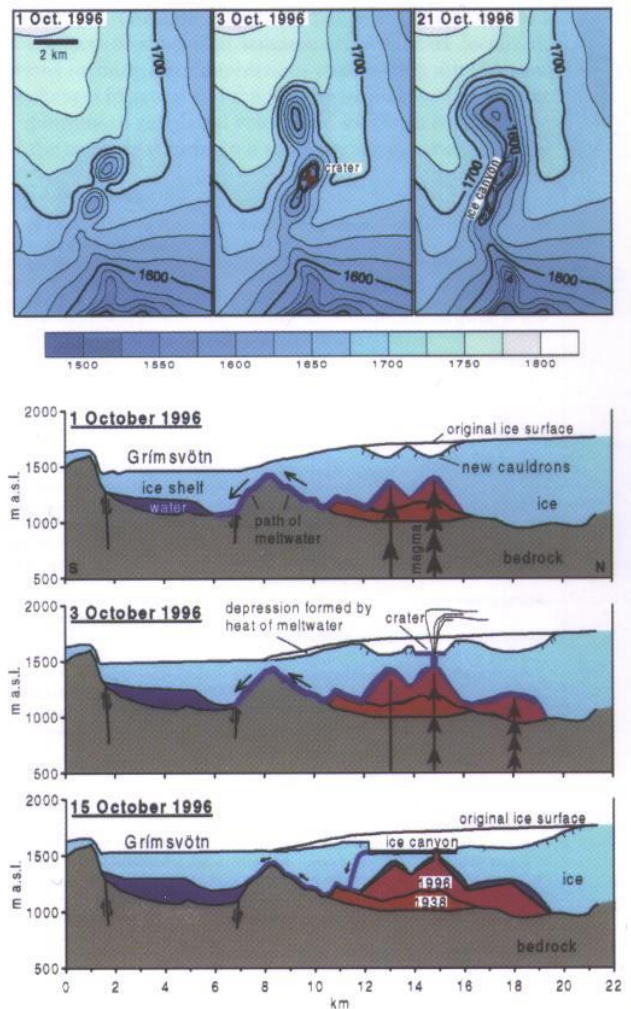 1 Oct. 1996
2 km
1700
1600
3 Oct. 1996
1700
crater
1600
21 Oct. 1996
1700
1600
1700
ice canyon
1600
1500 1550 1600 1650 1700 1750 1800
2000
1 October 1996
original ice surface
Grímsvötn
1500
new cauldrons
ice shelf
water
path of
meltwater
magma
ice
m a.s.l.
1000
bedrock
500
S
N
2000
3 October 1996
depression formed by
heat of meltwater
crater
1500
m a.s.l.
1000
500
2000
15 October 1996
original ice surface
Grímsvötn
ice canyon
1500
ice
1996
1938
m a.s.l.
1000
bedrock
500
0 2 4 6 8 10 12 14 16 18 20 22
km